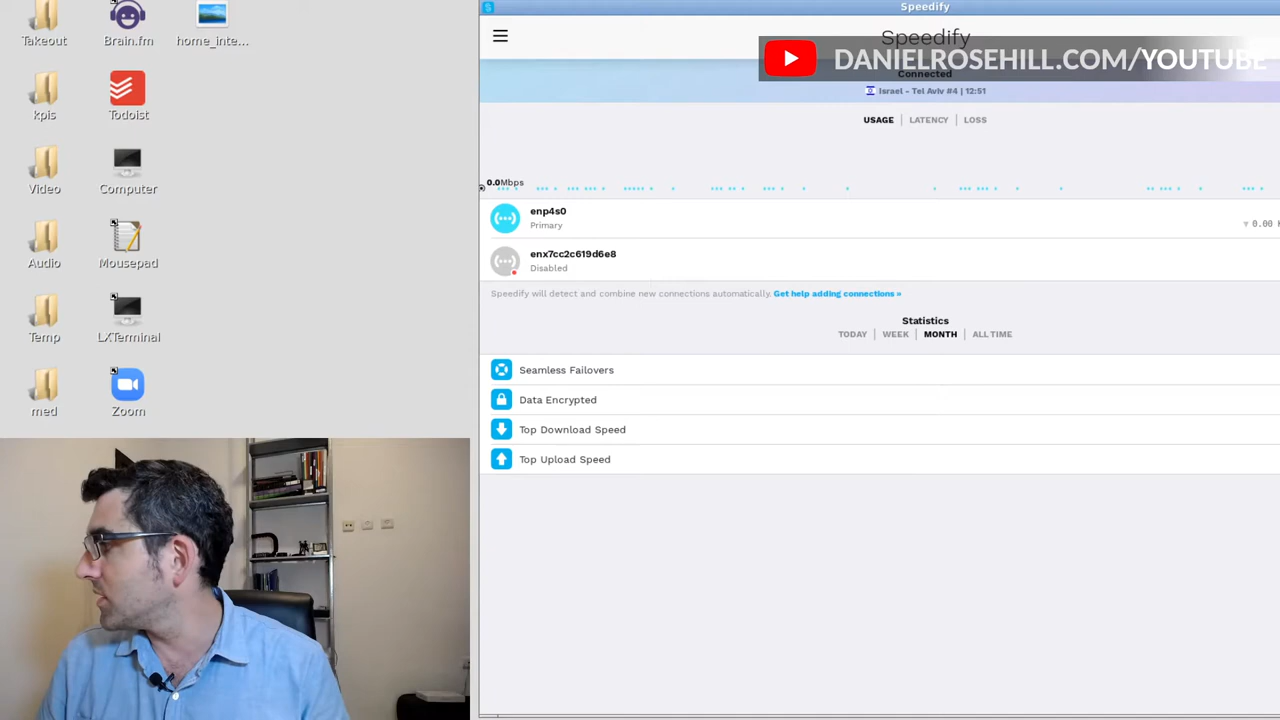 Takeout
Brain.fm
home_inte...
kpis
Todoist
Video
Computer
Audio
Mousepad
Temp
LXTerminal
med
Zoom
Speedify
Speedify
DANIELROSEHILL.COM/YOUTUBE
Connected
Israel - Tel Aviv #4 | 12:51
USAGE | LATENCY | LOSS
0.0Mbps
enp4s0
Primary
0.00
enx7cc2c619d6e8
Disabled
Speedify will detect and combine new connections automatically. Get help adding connections »
Statistics
TODAY | WEEK | MONTH | ALL TIME
Seamless Failovers
Data Encrypted
Top Download Speed
Top Upload Speed